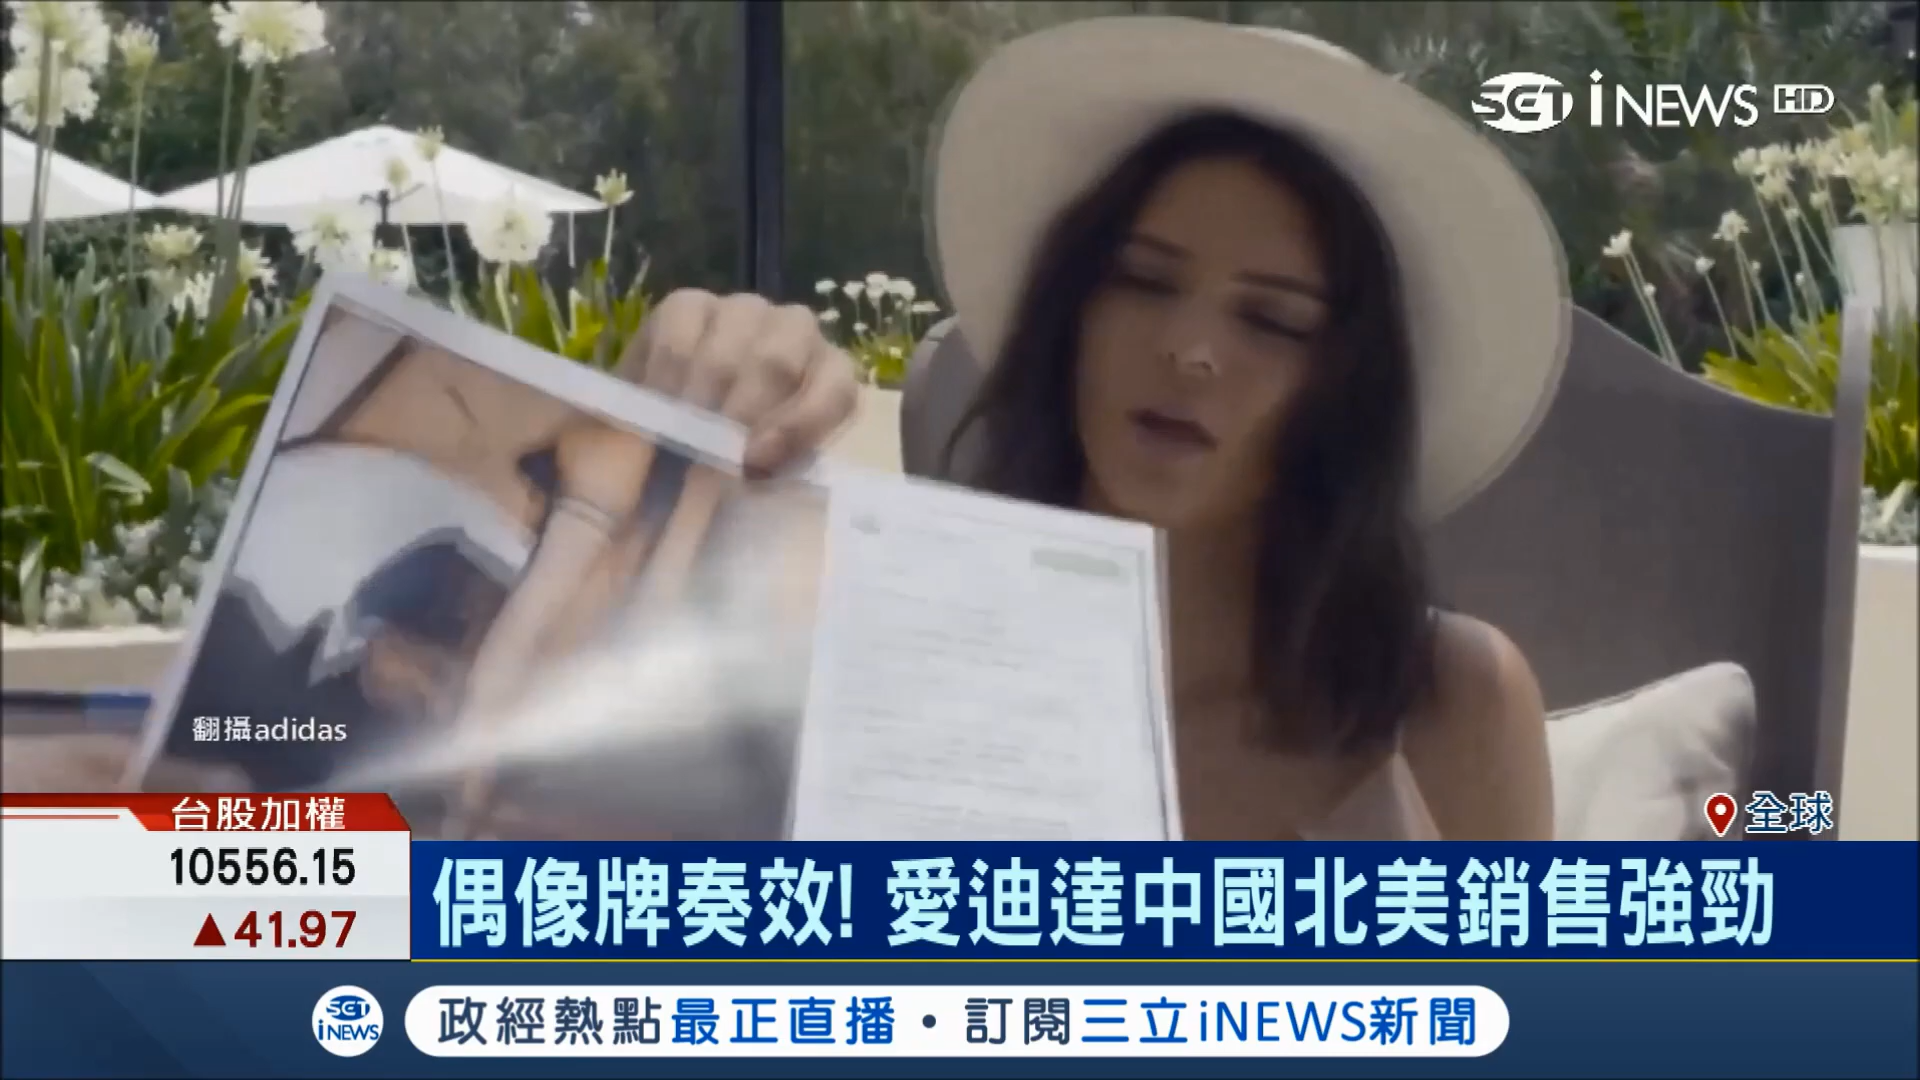 SET iNEWS HD
翻攝adidas
全球
台股加權
10556.15
▲41.97
偶像牌奏效! 愛迪達中國北美銷售強勁
SET iNEWS
政經熱點最正直播・訂閱三立iNEWS新聞